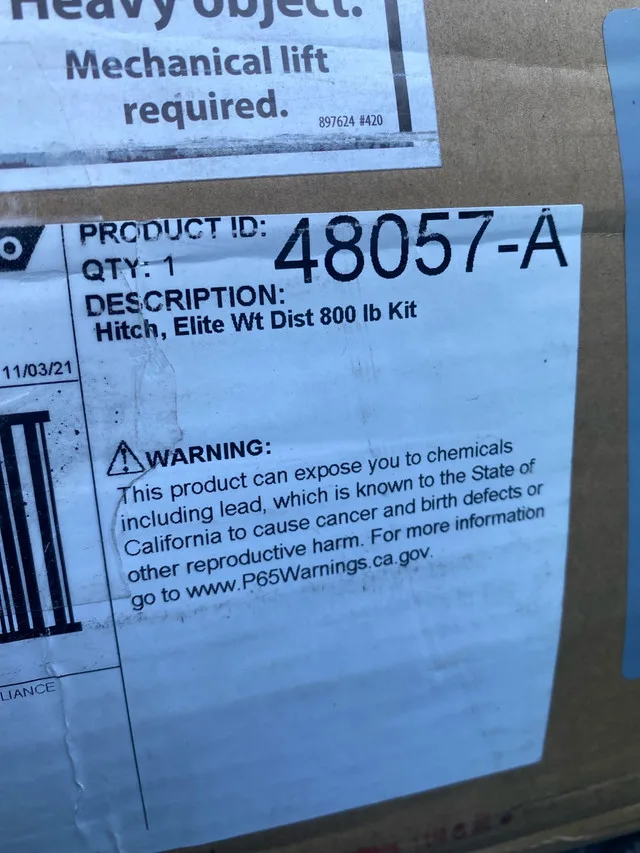 Heavy object.
Mechanical lift
required.
897624 #420
PRODUCT ID:
48057-A
QTY: 1
DESCRIPTION:
Hitch, Elite Wt Dist 800 lb Kit
11/03/21
WARNING:
This product can expose you to chemicals
including lead, which is known to the State of
California to cause cancer and birth defects or
other reproductive harm. For more information
go to www.P65Warnings.ca.gov.
LIANCE